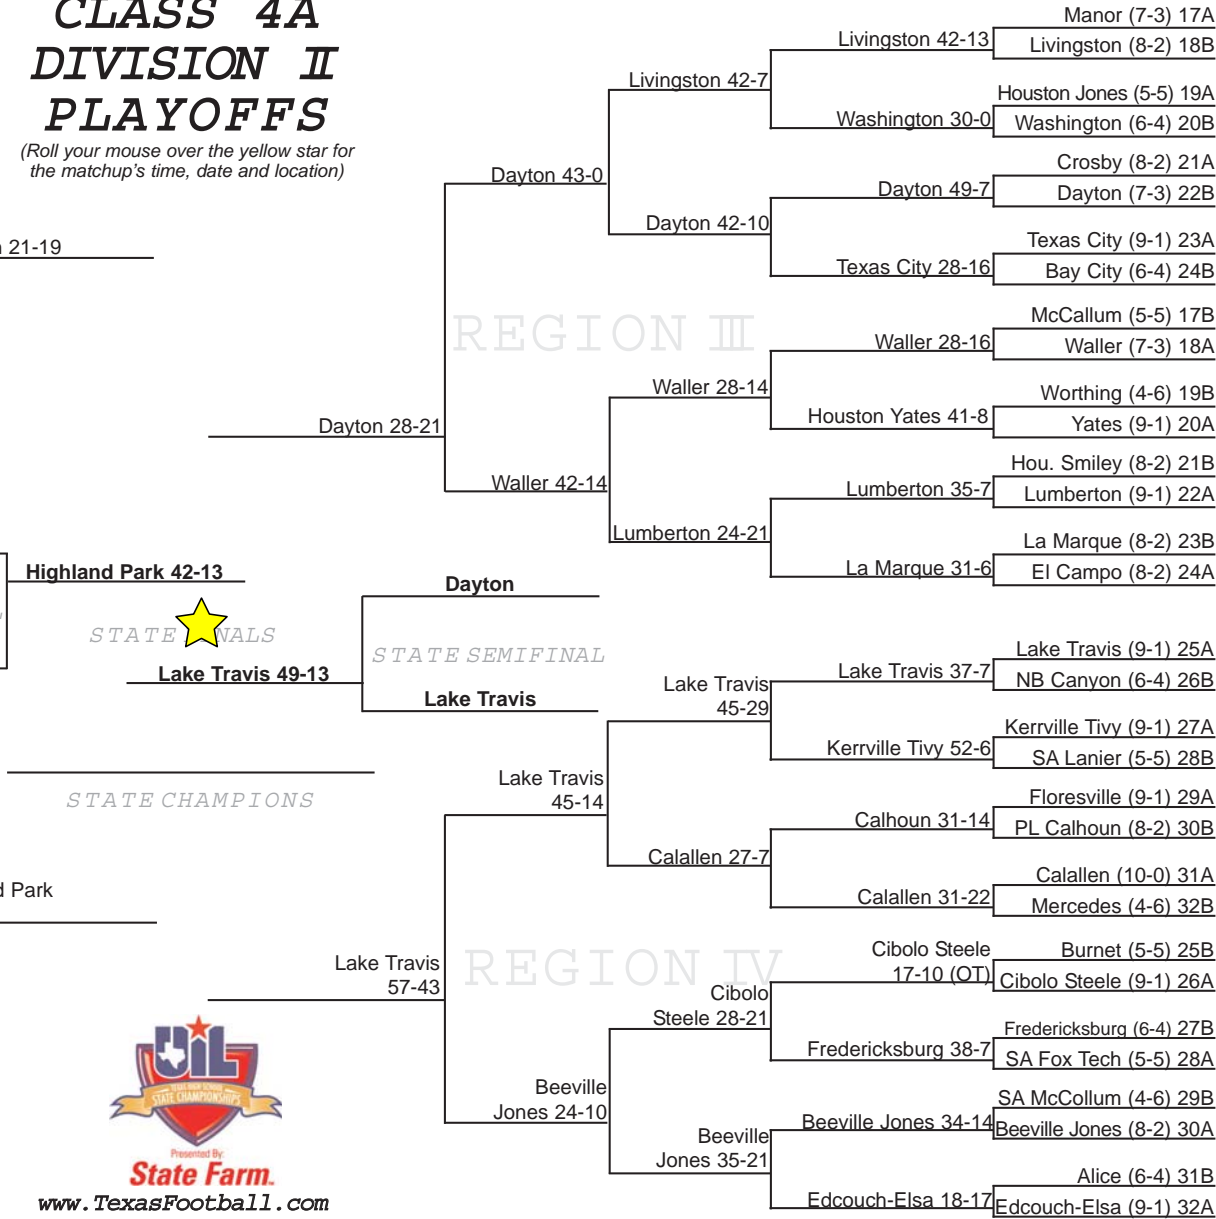 CLASS 4A
DIVISION II
PLAYOFFS
(Roll your mouse over the yellow star for
the matchup's time, date and location)
21-19
Highland Park 42-13
STATE FINALS
Lake Travis 49-13
Dayton
STATE SEMIFINAL
Lake Travis
STATE CHAMPIONS
Park
Dayton 28-21
Lake Travis
57-43
REGION III
REGION IV
Dayton 43-0
Waller 42-14
Lake Travis
45-14
Beeville
Jones 24-10
Livingston 42-7
Dayton 42-10
Waller 28-14
Lumberton 24-21
Lake Travis
45-29
Calallen 27-7
Cibolo
Steele 28-21
Beeville
Jones 35-21
Livingston 42-13
Washington 30-0
Dayton 49-7
Texas City 28-16
Waller 28-16
Houston Yates 41-8
Lumberton 35-7
La Marque 31-6
Lake Travis 37-7
Kerrville Tivy 52-6
Calhoun 31-14
Calallen 31-22
Cibolo Steele
17-10 (OT)
Fredericksburg 38-7
Beeville Jones 34-14
Edcouch-Elsa 18-17
Manor (7-3) 17A
Livingston (8-2) 18B
Houston Jones (5-5) 19A
Washington (6-4) 20B
Crosby (8-2) 21A
Dayton (7-3) 22B
Texas City (9-1) 23A
Bay City (6-4) 24B
McCallum (5-5) 17B
Waller (7-3) 18A
Worthing (4-6) 19B
Yates (9-1) 20A
Hou. Smiley (8-2) 21B
Lumberton (9-1) 22A
La Marque (8-2) 23B
El Campo (8-2) 24A
Lake Travis (9-1) 25A
NB Canyon (6-4) 26B
Kerrville Tivy (9-1) 27A
SA Lanier (5-5) 28B
Floresville (9-1) 29A
PL Calhoun (8-2) 30B
Calallen (10-0) 31A
Mercedes (4-6) 32B
Burnet (5-5) 25B
Cibolo Steele (9-1) 26A
Fredericksburg (6-4) 27B
SA Fox Tech (5-5) 28A
SA McCollum (4-6) 29B
Beeville Jones (8-2) 30A
Alice (6-4) 31B
Edcouch-Elsa (9-1) 32A
UIL
TEXAS HIGH SCHOOL
STATE CHAMPIONSHIPS
Presented By:
State Farm
www.TexasFootball.com